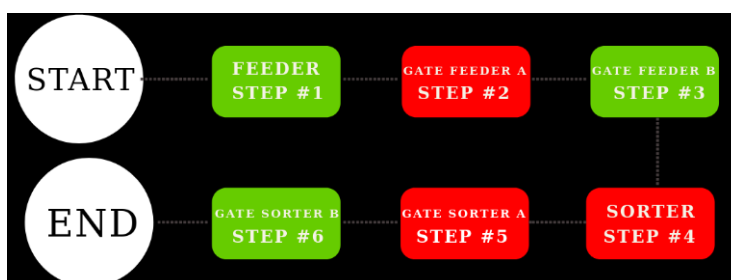 START
FEEDER
STEP #1
GATE FEEDER A
STEP #2
GATE FEEDER B
STEP #3
SORTER
STEP #4
GATE SORTER A
STEP #5
GATE SORTER B
STEP #6
END